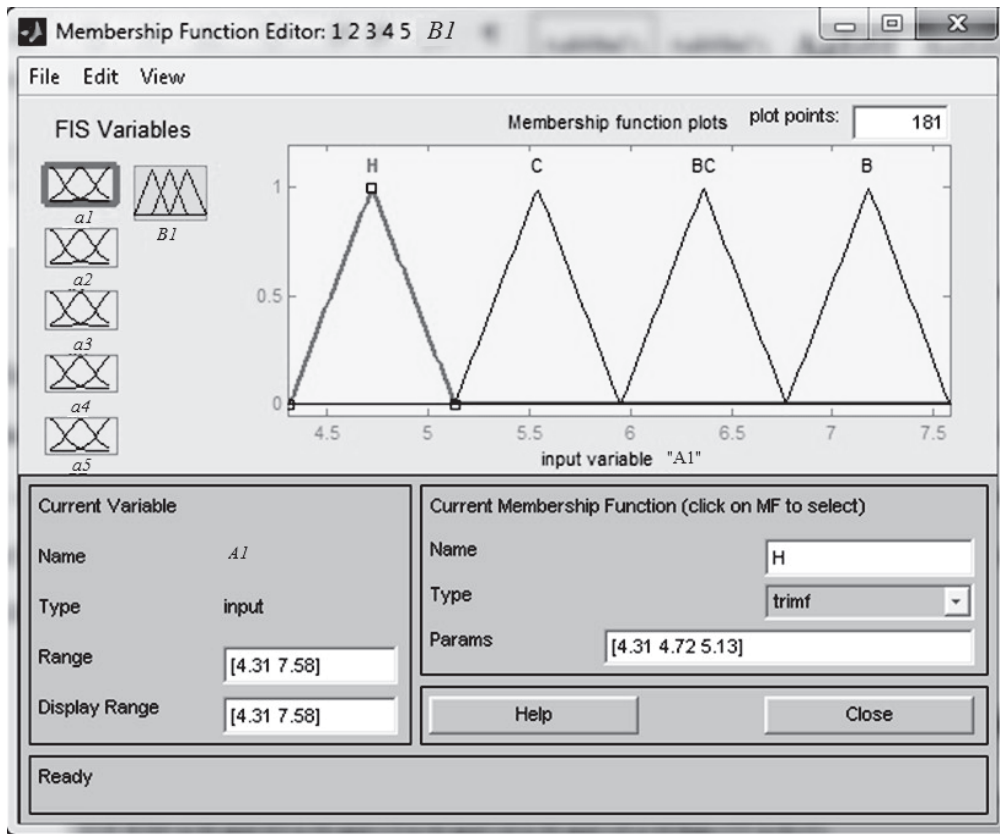 Membership Function Editor: 1 2 3 4 5 B1
File Edit View
FIS Variables
a1
B1
a2
a3
a4
a5
Membership function plots
plot points:
181
H C BC B
1
0.5
0
4.5 5 5.5 6 6.5 7 7.5
input variable "A1"
Current Variable
Name A1
Type input
Range [4.31 7.58]
Display Range [4.31 7.58]
Current Membership Function (click on MF to select)
Name H
Type trimf
Params [4.31 4.72 5.13]
Help Close
Ready